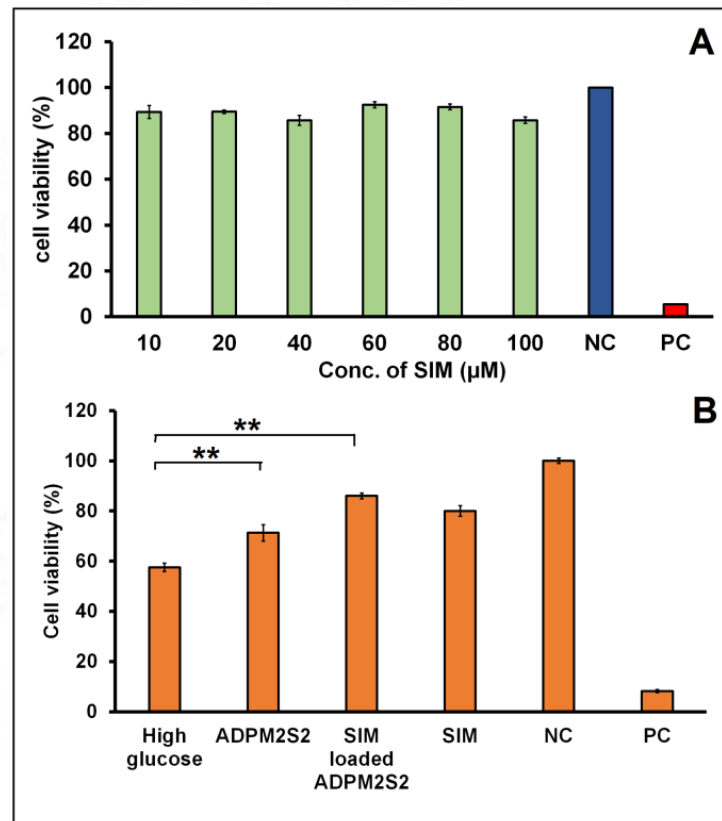 A
120
100
80
60
40
20
0
cell viability (%)
10 20 40 60 80 100 NC PC
Conc. of SIM (µM)
B
120
100
80
60
40
20
0
Cell viability (%)
**
**
High glucose
ADPM2S2
SIM loaded ADPM2S2
SIM
NC
PC